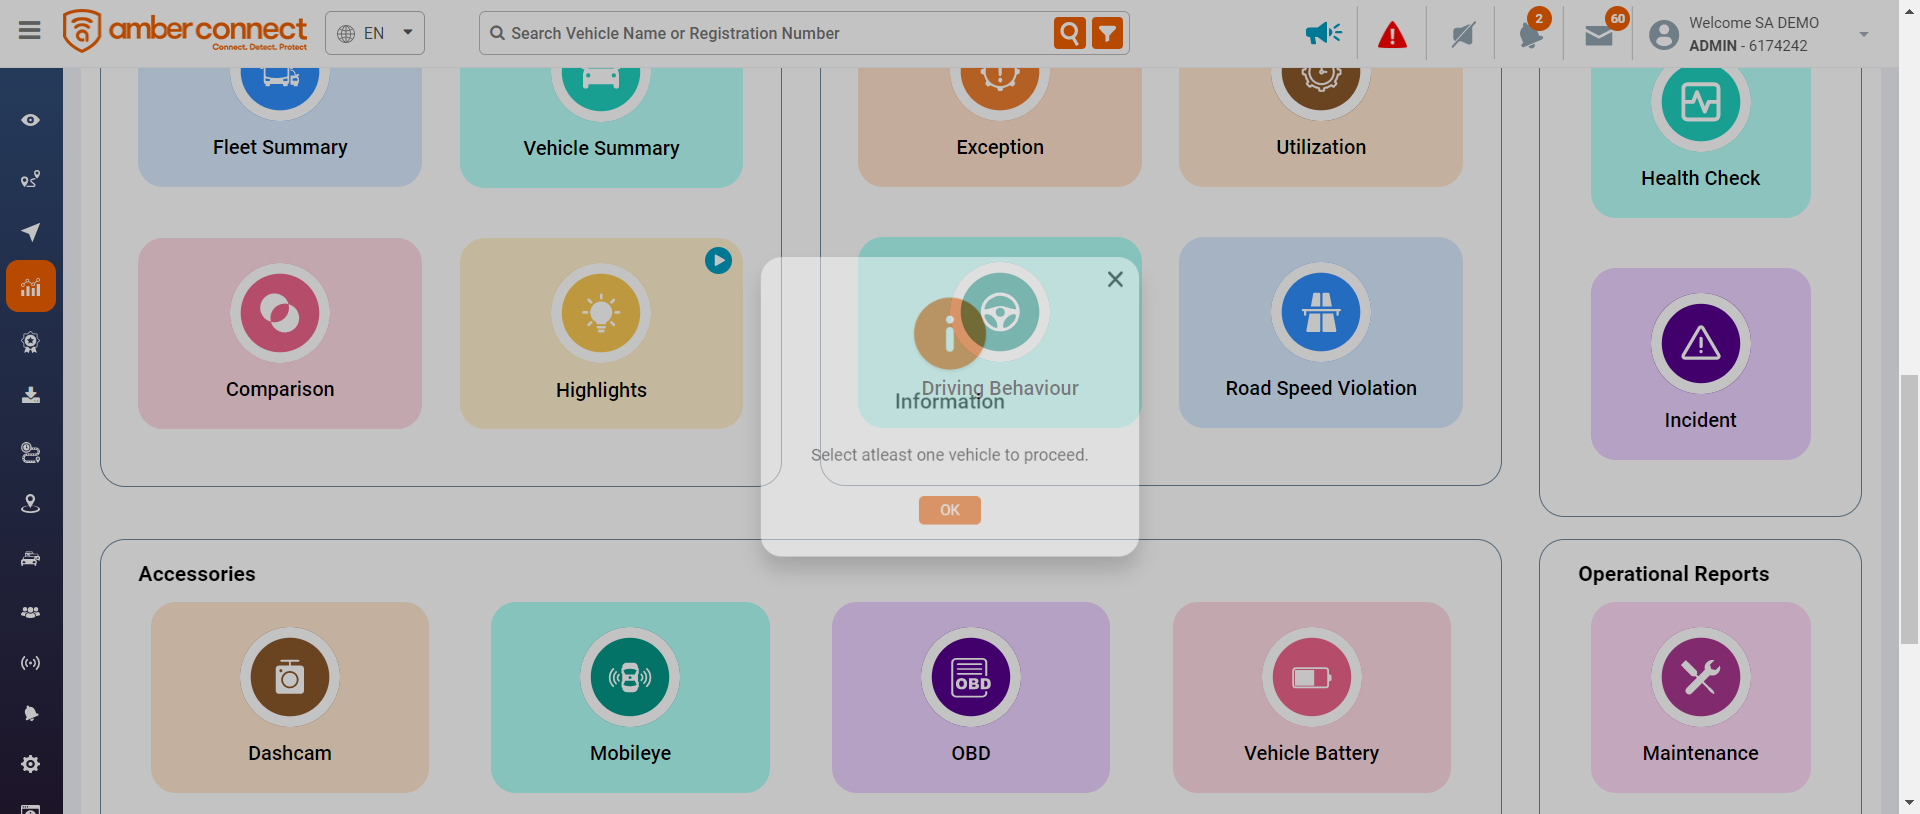 amber connect
Connect. Detect. Protect
EN
Search Vehicle Name or Registration Number
2
60
Welcome SA DEMO
ADMIN - 6174242
Fleet Summary
Vehicle Summary
Exception
Utilization
Health Check
Comparison
Highlights
Driving Behaviour
Road Speed Violation
Incident
Information
Select atleast one vehicle to proceed.
OK
Accessories
Operational Reports
OBD
Dashcam
Mobileye
OBD
Vehicle Battery
Maintenance